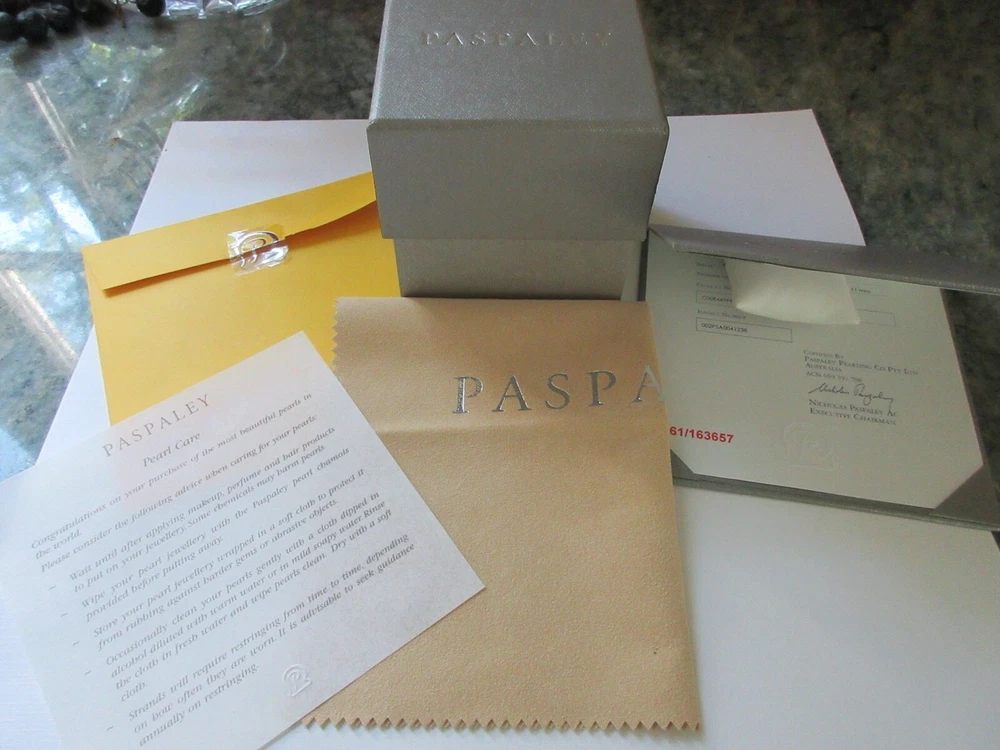 PASPALEY
PASPALEY
Pearl Care
Congratulations on your purchase of the most beautiful pearls in
the world.
Please consider the following advice when caring for your pearls:
~ Wait until after applying makeup, perfume and hair products
to put on your jewellery. Some chemicals may harm pearls.
~ Wipe your pearl jewellery with the Paspaley pearl chamois
provided before putting away.
~ Store your pearl jewellery wrapped in a soft cloth to protect it
from rubbing against harder gems or abrasive objects.
~ Occasionally clean your pearls gently with a cloth dipped in
alcohol diluted with warm water or in mild soapy water. Rinse
the cloth in fresh water and wipe pearls clean. Dry with a soft
cloth.
~ Strands will require restringing from time to time, depending
on how often they are worn. It is advisable to seek guidance
annually on restringing.
PASPA
Certified By
Paspaley Pearling Co Pty Ltd
Australia
ACN
Nicholas Paspaley AC
Executive Chairman
61/163657